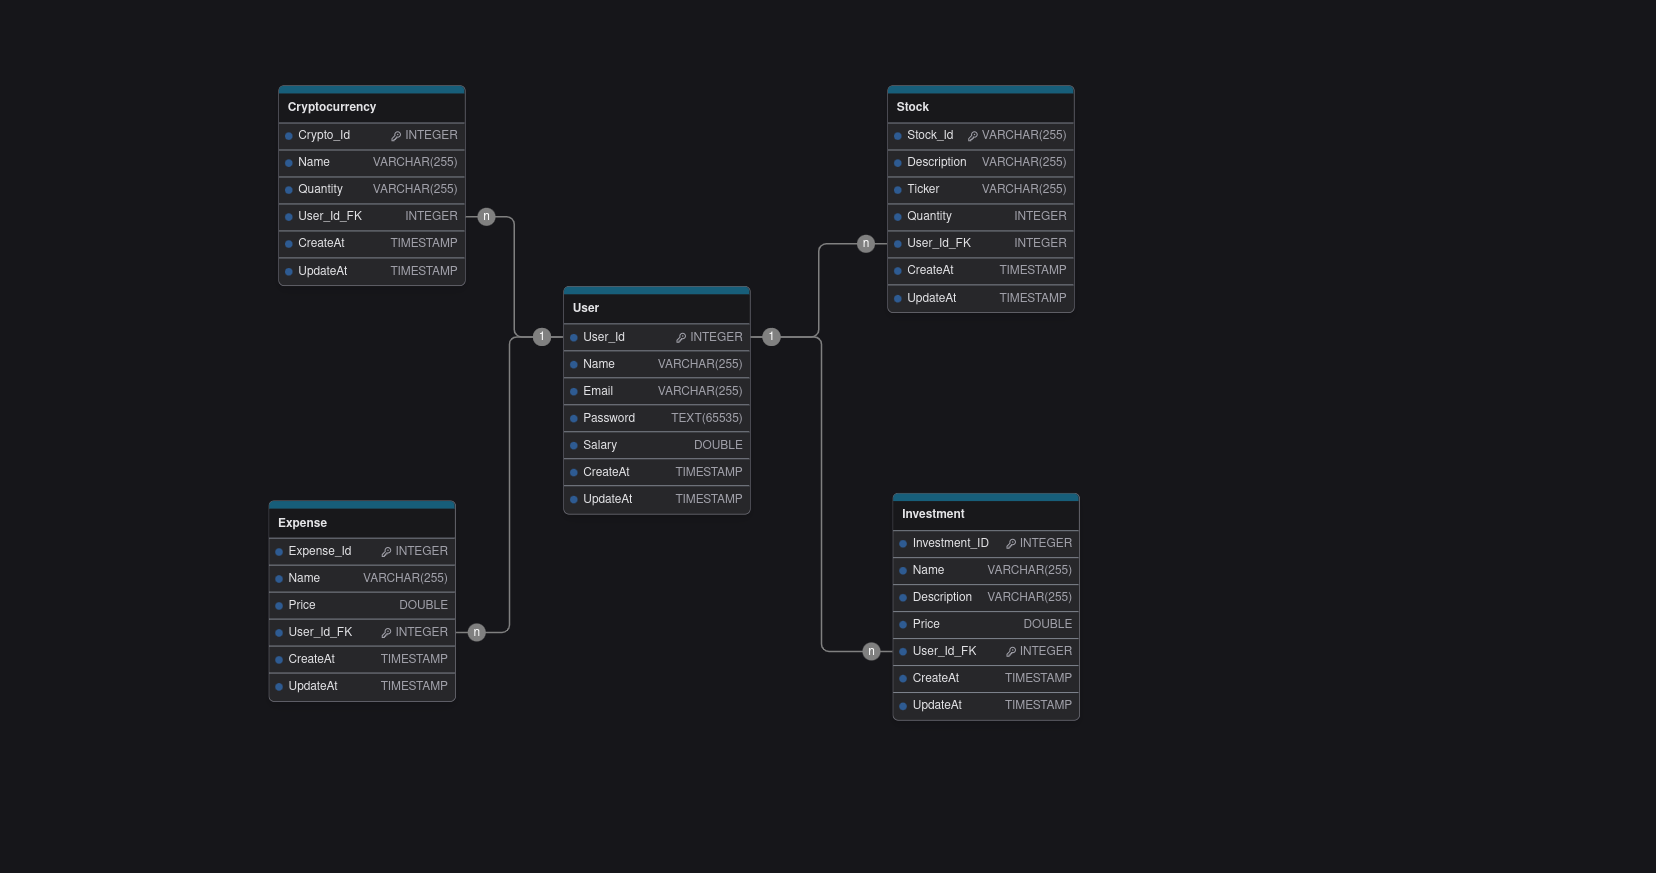 Cryptocurrency
Crypto_Id INTEGER
Name VARCHAR(255)
Quantity VARCHAR(255)
User_Id_FK INTEGER
CreateAt TIMESTAMP
UpdateAt TIMESTAMP
n
Stock
Stock_Id VARCHAR(255)
Description VARCHAR(255)
Ticker VARCHAR(255)
Quantity INTEGER
User_Id_FK INTEGER
CreateAt TIMESTAMP
UpdateAt TIMESTAMP
n
User
User_Id INTEGER
Name VARCHAR(255)
Email VARCHAR(255)
Password TEXT(65535)
Salary DOUBLE
CreateAt TIMESTAMP
UpdateAt TIMESTAMP
1
1
Expense
Expense_Id INTEGER
Name VARCHAR(255)
Price DOUBLE
User_Id_FK INTEGER
CreateAt TIMESTAMP
UpdateAt TIMESTAMP
n
Investment
Investment_ID INTEGER
Name VARCHAR(255)
Description VARCHAR(255)
Price DOUBLE
User_Id_FK INTEGER
CreateAt TIMESTAMP
UpdateAt TIMESTAMP
n